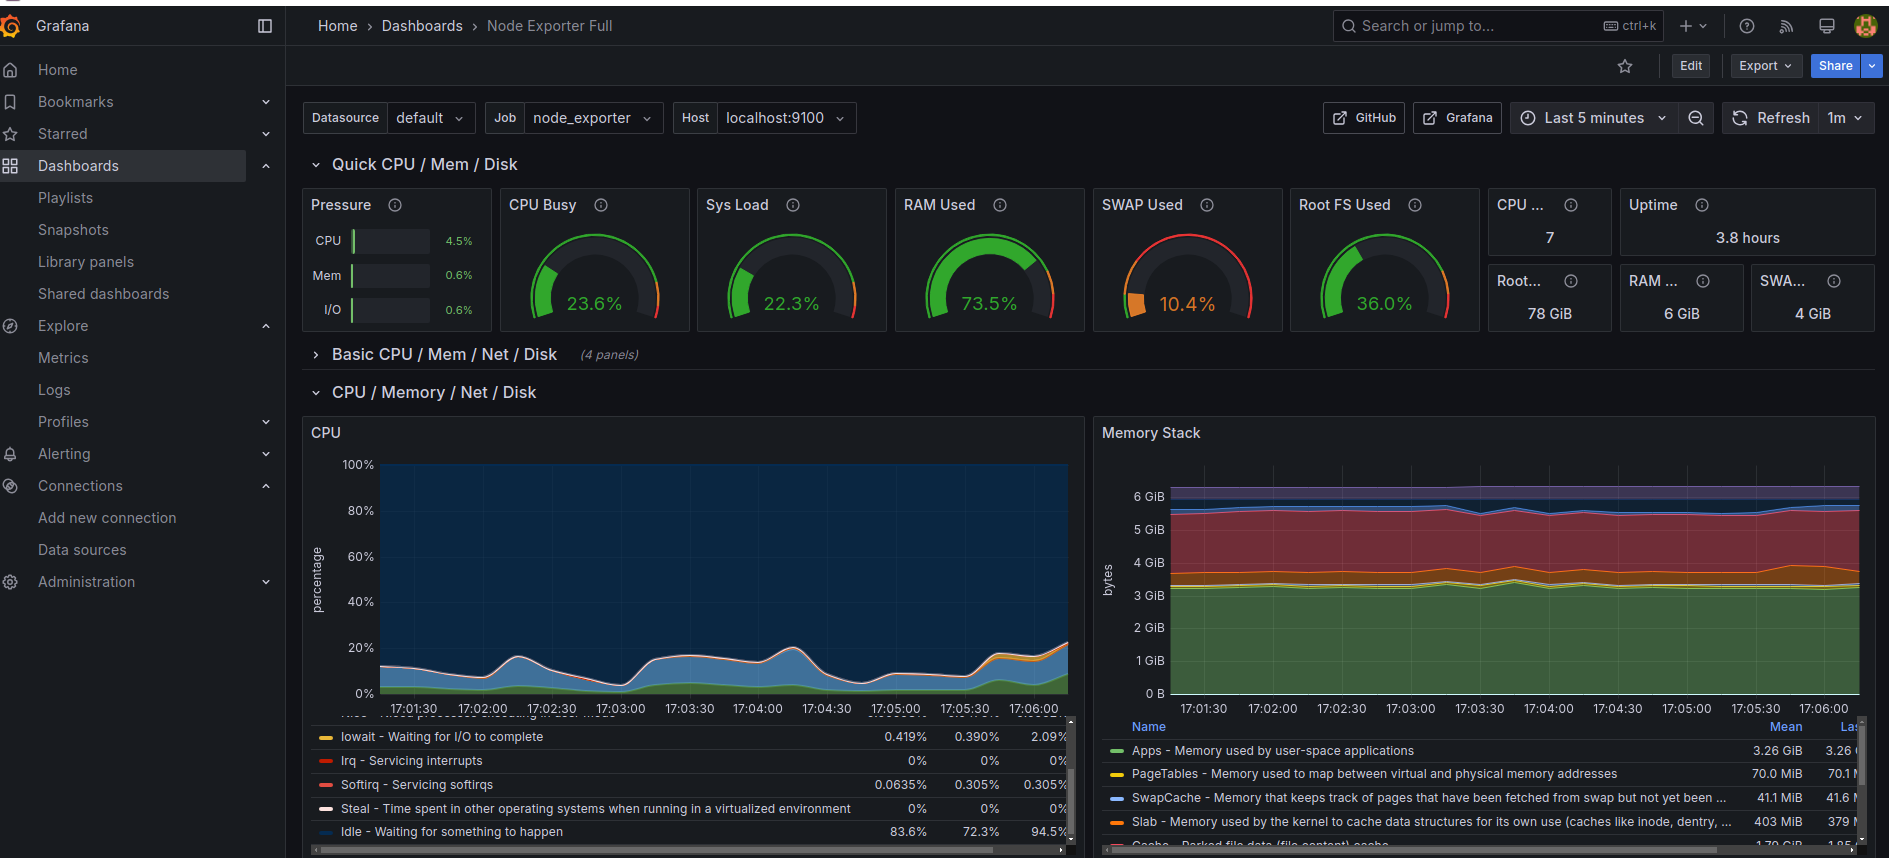 Grafana
Home › Dashboards › Node Exporter Full
Search or jump to...
ctrl+k
Home
Bookmarks
Starred
Dashboards
Playlists
Snapshots
Library panels
Shared dashboards
Explore
Metrics
Logs
Profiles
Alerting
Connections
Add new connection
Data sources
Administration
Edit
Export
Share
Datasource default
Job node_exporter
Host localhost:9100
GitHub
Grafana
Last 5 minutes
Refresh 1m
Quick CPU / Mem / Disk
Pressure
CPU 4.5%
Mem 0.6%
I/O 0.6%
CPU Busy
23.6%
Sys Load
22.3%
RAM Used
73.5%
SWAP Used
10.4%
Root FS Used
36.0%
CPU ...
7
Uptime
3.8 hours
Root...
78 GiB
RAM ...
6 GiB
SWA...
4 GiB
Basic CPU / Mem / Net / Disk (4 panels)
CPU / Memory / Net / Disk
CPU
percentage
100%
80%
60%
40%
20%
0%
17:01:30 17:02:00 17:02:30 17:03:00 17:03:30 17:04:00 17:04:30 17:05:00 17:05:30 17:06:00
Iowait - Waiting for I/O to complete 0.419% 0.390% 2.09%
Irq - Servicing interrupts 0% 0% 0%
Softirq - Servicing softirqs 0.0635% 0.305% 0.305%
Steal - Time spent in other operating systems when running in a virtualized environment 0% 0% 0%
Idle - Waiting for something to happen 83.6% 72.3% 94.5%
Memory Stack
bytes
6 GiB
5 GiB
4 GiB
3 GiB
2 GiB
1 GiB
0 B
17:01:30 17:02:00 17:02:30 17:03:00 17:03:30 17:04:00 17:04:30 17:05:00 17:05:30 17:06:00
Name Mean Las
Apps - Memory used by user-space applications 3.26 GiB 3.26
PageTables - Memory used to map between virtual and physical memory addresses 70.0 MiB 70.1
SwapCache - Memory that keeps track of pages that have been fetched from swap but not yet been ... 41.1 MiB 41.6
Slab - Memory used by the kernel to cache data structures for its own use (caches like inode, dentry, ... 403 MiB 379